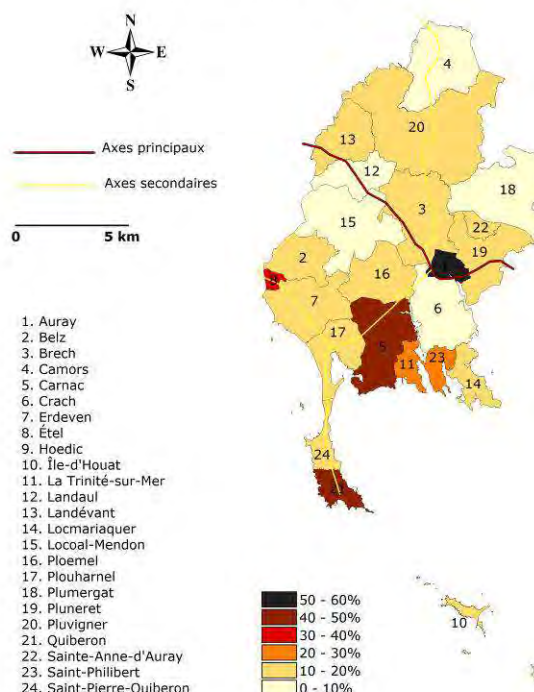 N
W E
S
Axes principaux
Axes secondaires
0 5 km
1. Auray
2. Belz
3. Brech
4. Camors
5. Carnac
6. Crach
7. Erdeven
8. Étel
9. Hoedic
10. Île-d'Houat
11. La Trinité-sur-Mer
12. Landaul
13. Landévant
14. Locmariaquer
15. Locoal-Mendon
16. Ploemel
17. Plouharnel
18. Plumergat
19. Pluneret
20. Pluvigner
21. Quiberon
22. Sainte-Anne-d'Auray
23. Saint-Philibert
24. Saint-Pierre-Quiberon
4
20
13
12
18
3
15
22
19
2
16
7
6
17
5
11
23
14
24
10
50 - 60%
40 - 50%
30 - 40%
20 - 30%
10 - 20%
0 - 10%